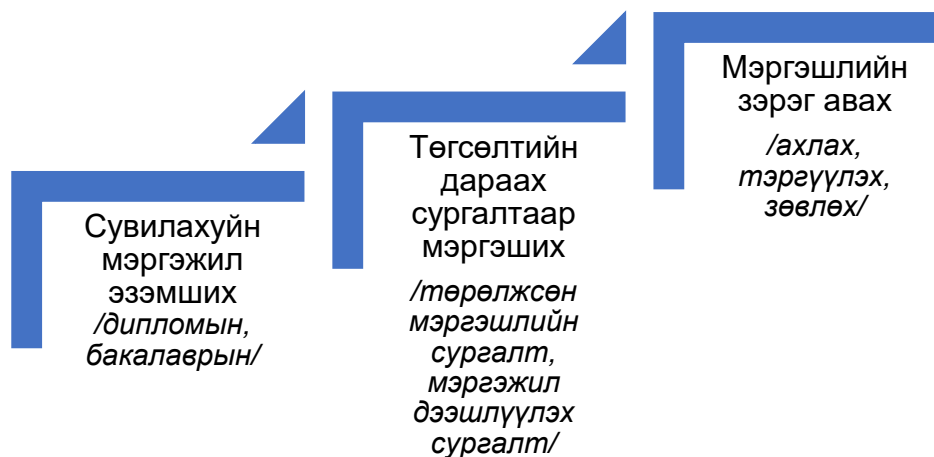 Сувилахуйн
мэргэжил
эзэмших
/дипломын,
бакалаврын/
Төгсөлтийн
дараах
сургалтаар
мэргэших
/төрөлжсөн
мэргэшлийн
сургалт,
мэргэжил
дээшлүүлэх
сургалт/
Мэргэшлийн
зэрэг авах
/ахлах,
тэргүүлэх,
зөвлөх/